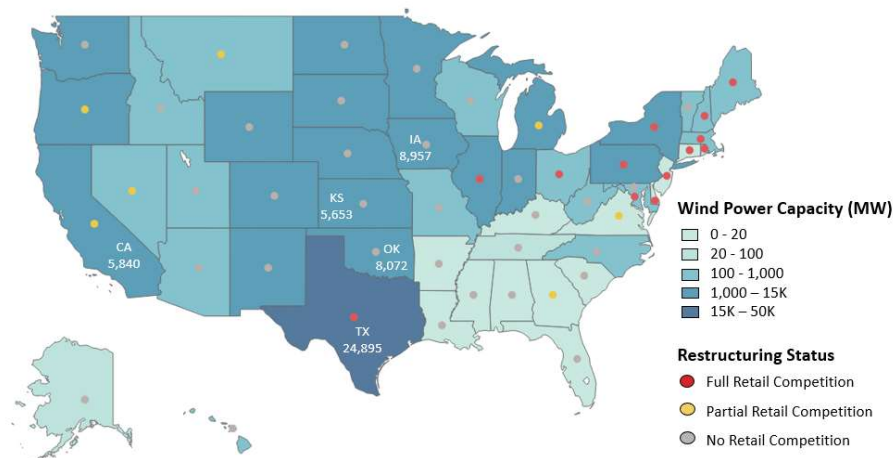 IA
8,957
KS
5,653
CA
5,840
OK
8,072
TX
24,895
Wind Power Capacity (MW)
0 - 20
20 - 100
100 - 1,000
1,000 – 15K
15K – 50K
Restructuring Status
Full Retail Competition
Partial Retail Competition
No Retail Competition